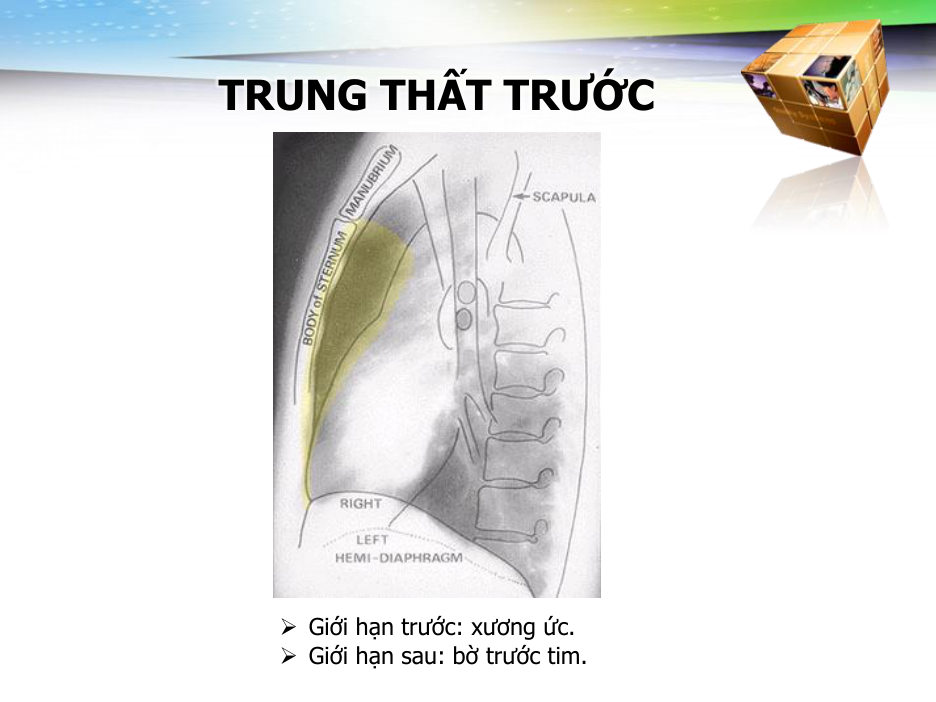 TRUNG THẤT TRƯỚC
MANUBRIUM
SCAPULA
BODY of STERNUM
RIGHT
LEFT
HEMI-DIAPHRAGM
➢ Giới hạn trước: xương ức.
➢ Giới hạn sau: bờ trước tim.